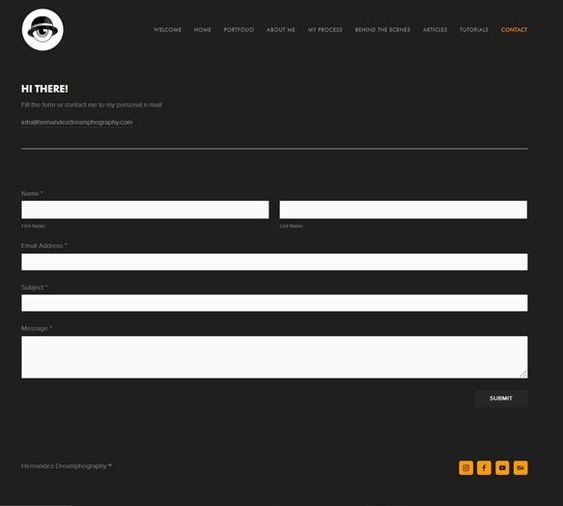 WELCOME HOME PORTFOLIO ABOUT ME MY PROCESS BEHIND THE SCENES ARTICLES TUTORIALS CONTACT
HI THERE!
Fill the form or contact me to my personal e-mail:
info@hernandezdreamphography.com
Name *
First Name Last Name
Email Address *
Subject *
Message *
SUBMIT
Hernandez Dreamphography ®